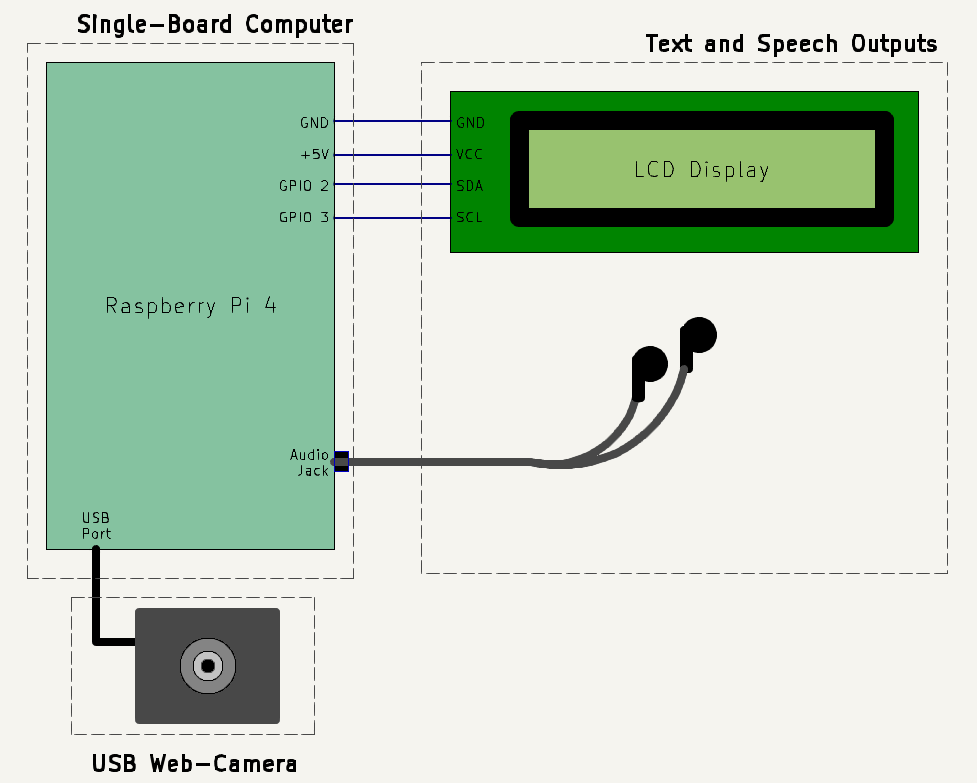 Single-Board Computer
Text and Speech Outputs
GND
+5V
GPIO 2
GPIO 3
GND
VCC
SDA
SCL
LCD Display
Raspberry Pi 4
Audio
Jack
USB
Port
USB Web-Camera